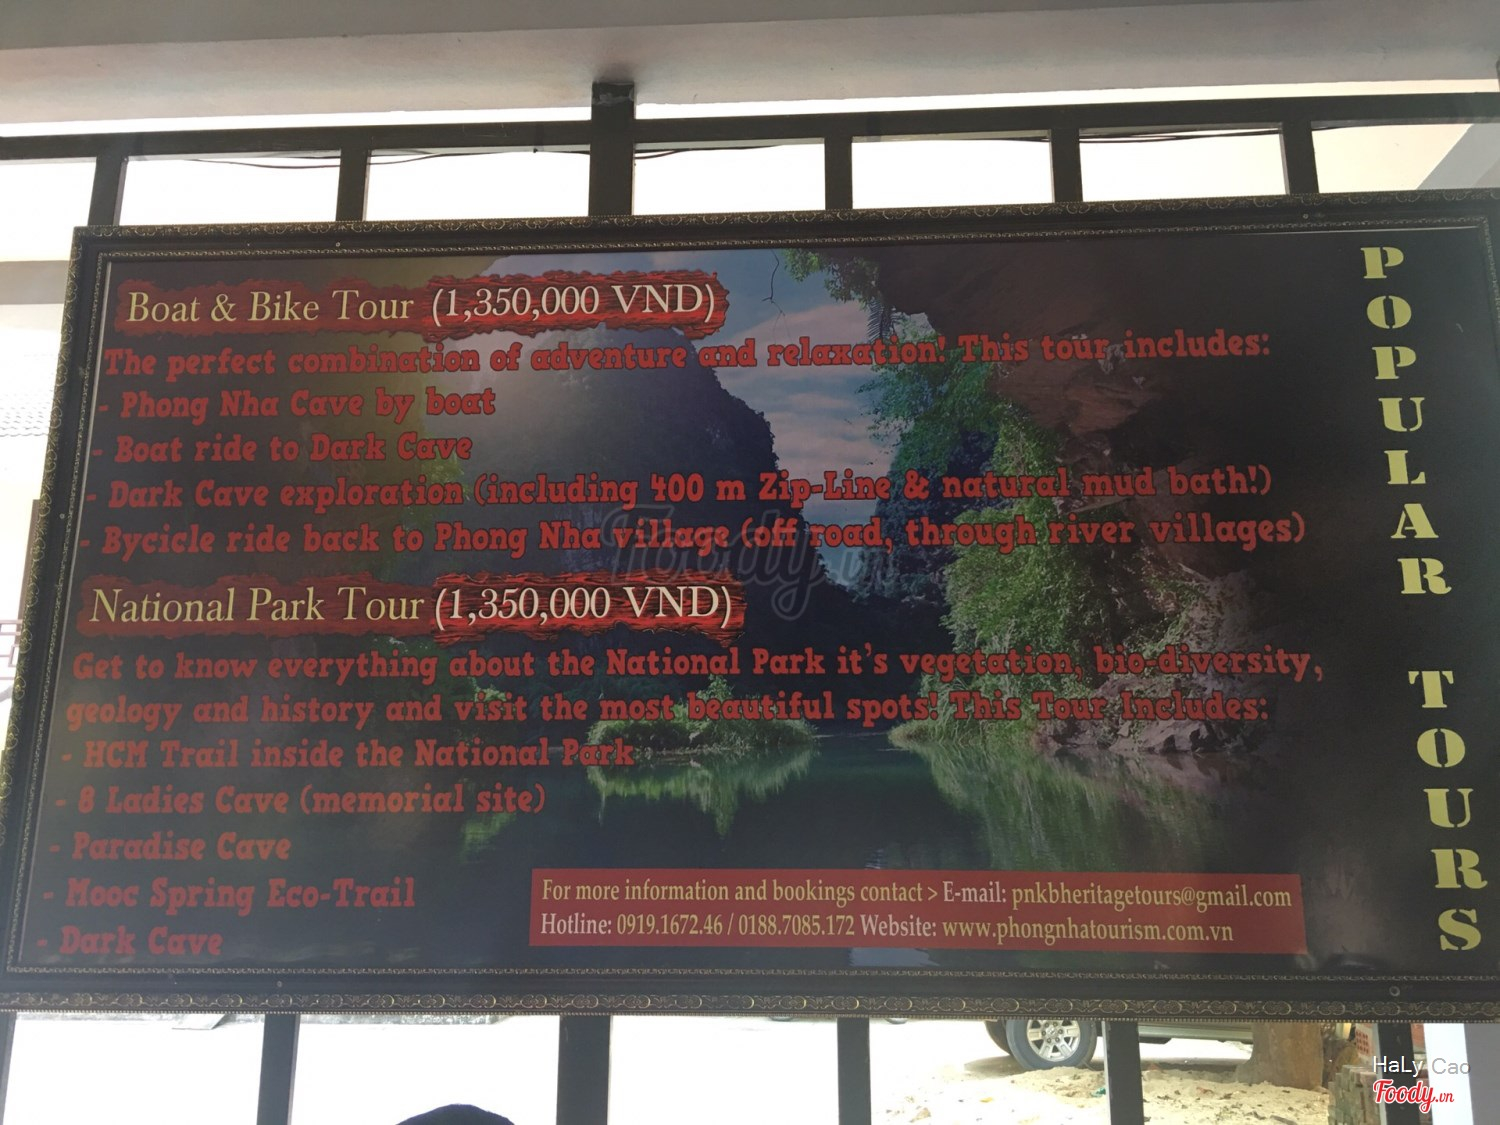 Boat & Bike Tour (1,350,000 VND)
The perfect combination of adventure and relaxation! This tour includes:
- Phong Nha Cave by boat
- Boat ride to Dark Cave
- Dark Cave exploration (including 400 m Zip-Line & natural mud bath!)
- Bycicle ride back to Phong Nha village (off road, through river villages)
National Park Tour (1,350,000 VND)
Get to know everything about the National Park it's vegetation, bio-diversity,
geology and history and visit the most beautiful spots! This Tour Includes:
- HCM Trail inside the National Park
- 8 Ladies Cave (memorial site)
- Paradise Cave
- Mooc Spring Eco-Trail
- Dark Cave
For more information and bookings contact > E-mail: pnkbheritagetours@gmail.com
Hotline: 0919.1672.46 / 0188.7085.172 Website: www.phongnhatourism.com.vn
POPULAR TOURS
Foody.vn
HaLy Cao
Foody.vn